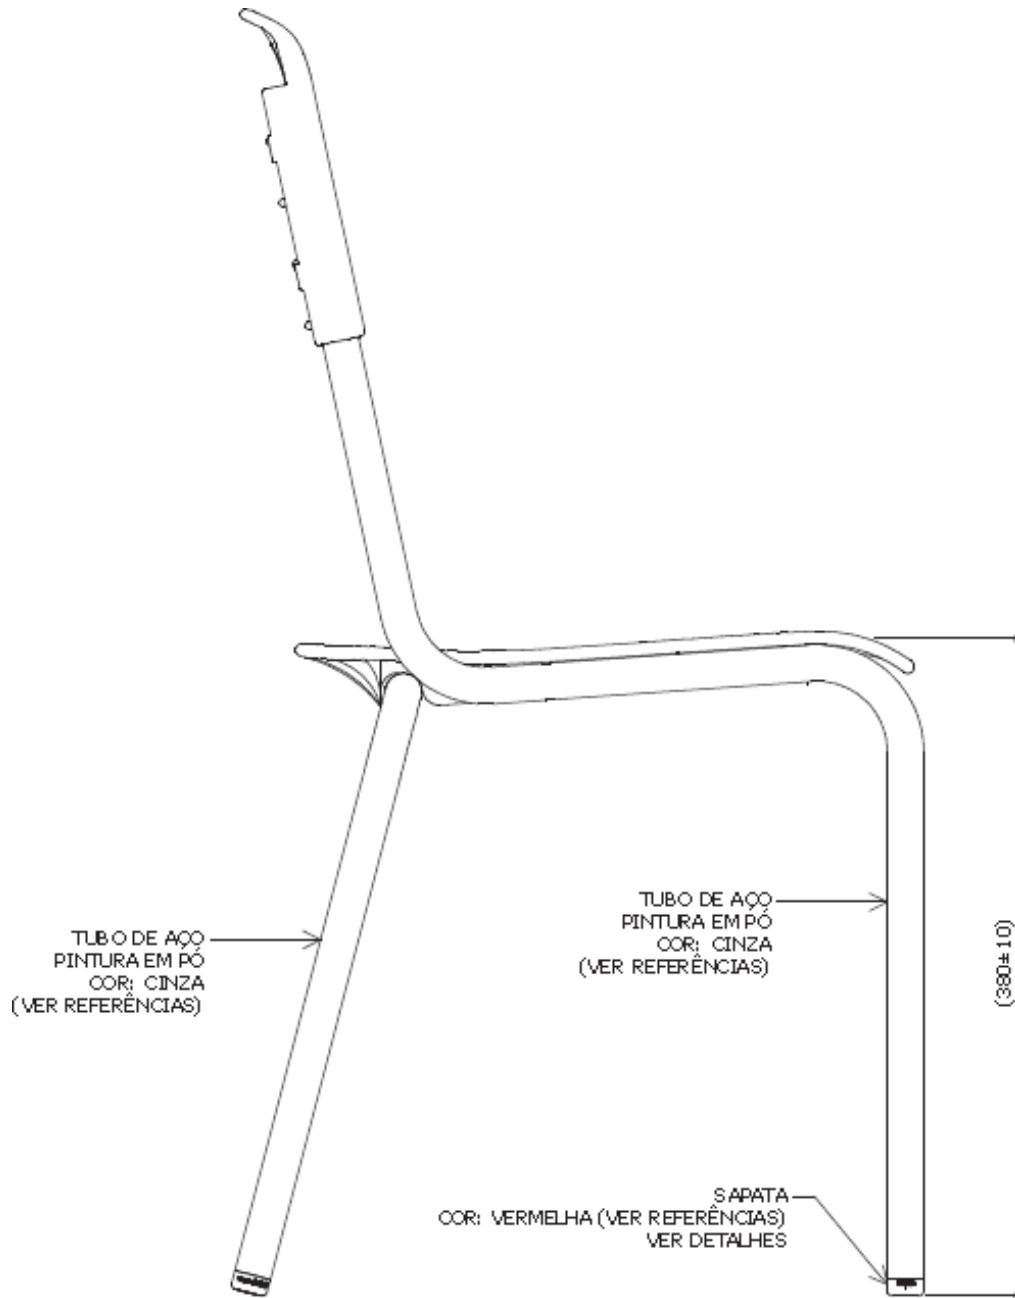 TUBO DE AÇO
PINTURA EM PÓ
COR: CINZA
(VER REFERÊNCIAS)
TUBO DE AÇO
PINTURA EM PÓ
COR: CINZA
(VER REFERÊNCIAS)
(380±10)
SAPATA
COR: VERMELHA (VER REFERÊNCIAS)
VER DETALHES